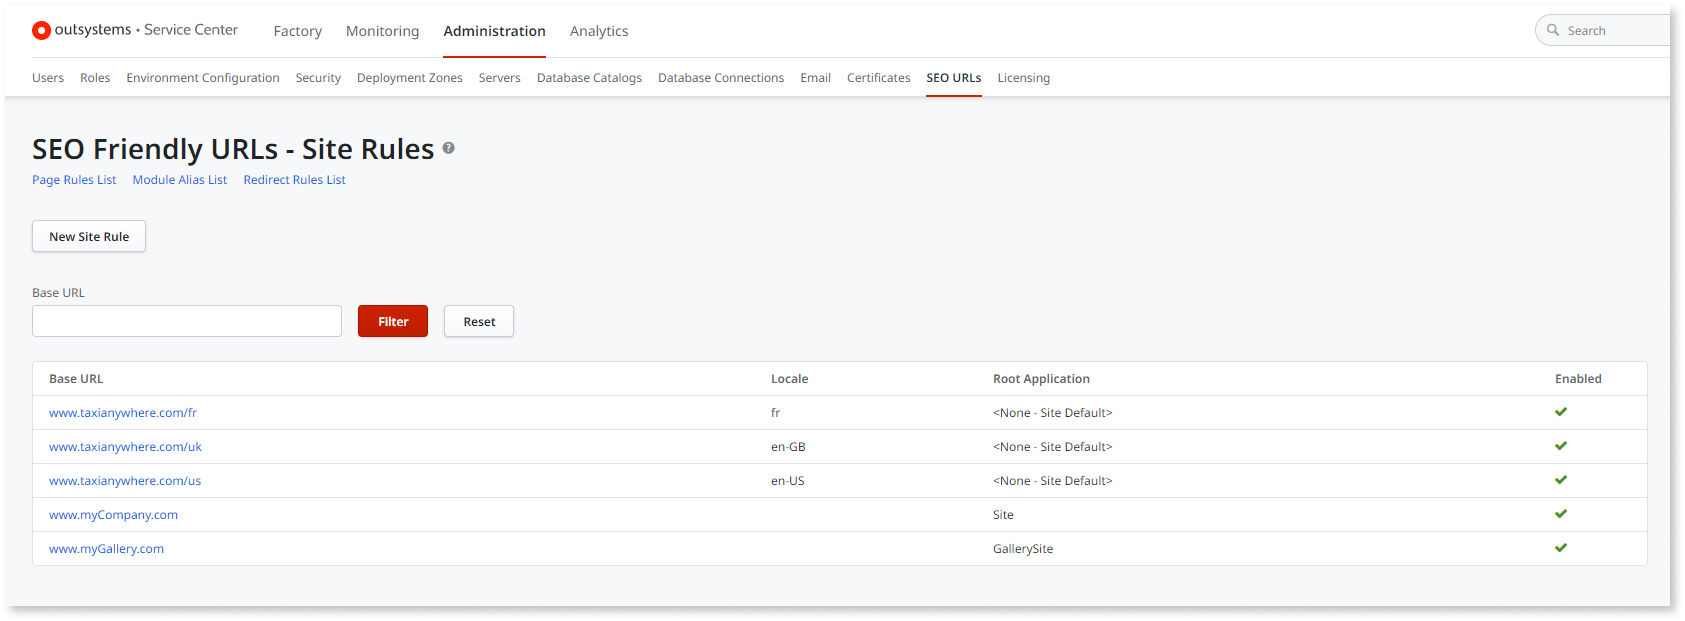 outsystems • Service Center Factory Monitoring Administration Analytics Search
Users Roles Environment Configuration Security Deployment Zones Servers Database Catalogs Database Connections Email Certificates SEO URLs Licensing
SEO Friendly URLs - Site Rules ?
Page Rules List Module Alias List Redirect Rules List
New Site Rule
Base URL
Filter Reset
Base URL Locale Root Application Enabled
www.taxianywhere.com/fr fr <None - Site Default>
www.taxianywhere.com/uk en-GB <None - Site Default>
www.taxianywhere.com/us en-US <None - Site Default>
www.myCompany.com Site
www.myGallery.com GallerySite